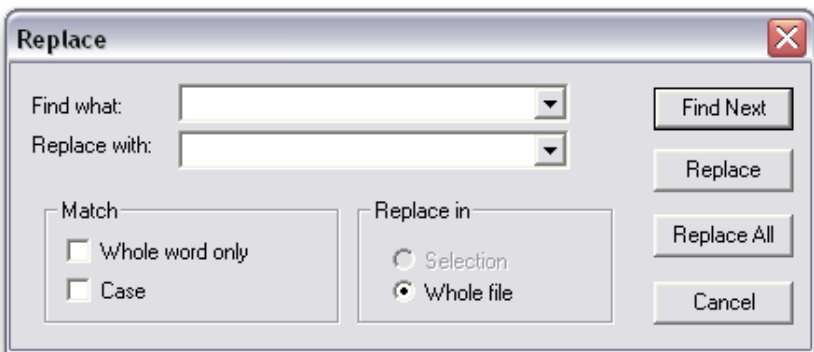 Replace
Find what:
Find Next
Replace with:
Replace
Match
Replace in
Replace All
Whole word only
Selection
Case
Whole file
Cancel